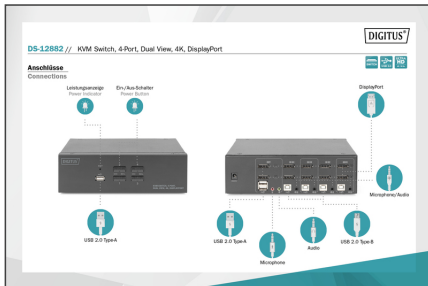 DIGITUS®
DS-12882 // KVM Switch, 4-Port, Dual View, 4K, DisplayPort
Anschlüsse
Connections
Leistungsanzeige
Power Indicator
Ein-/Aus-Schalter
Power Button
DisplayPort
DIGITUS
Microphone/Audio
USB 2.0 Type-A
USB 2.0 Type-A
Microphone
Audio
USB 2.0 Type-B